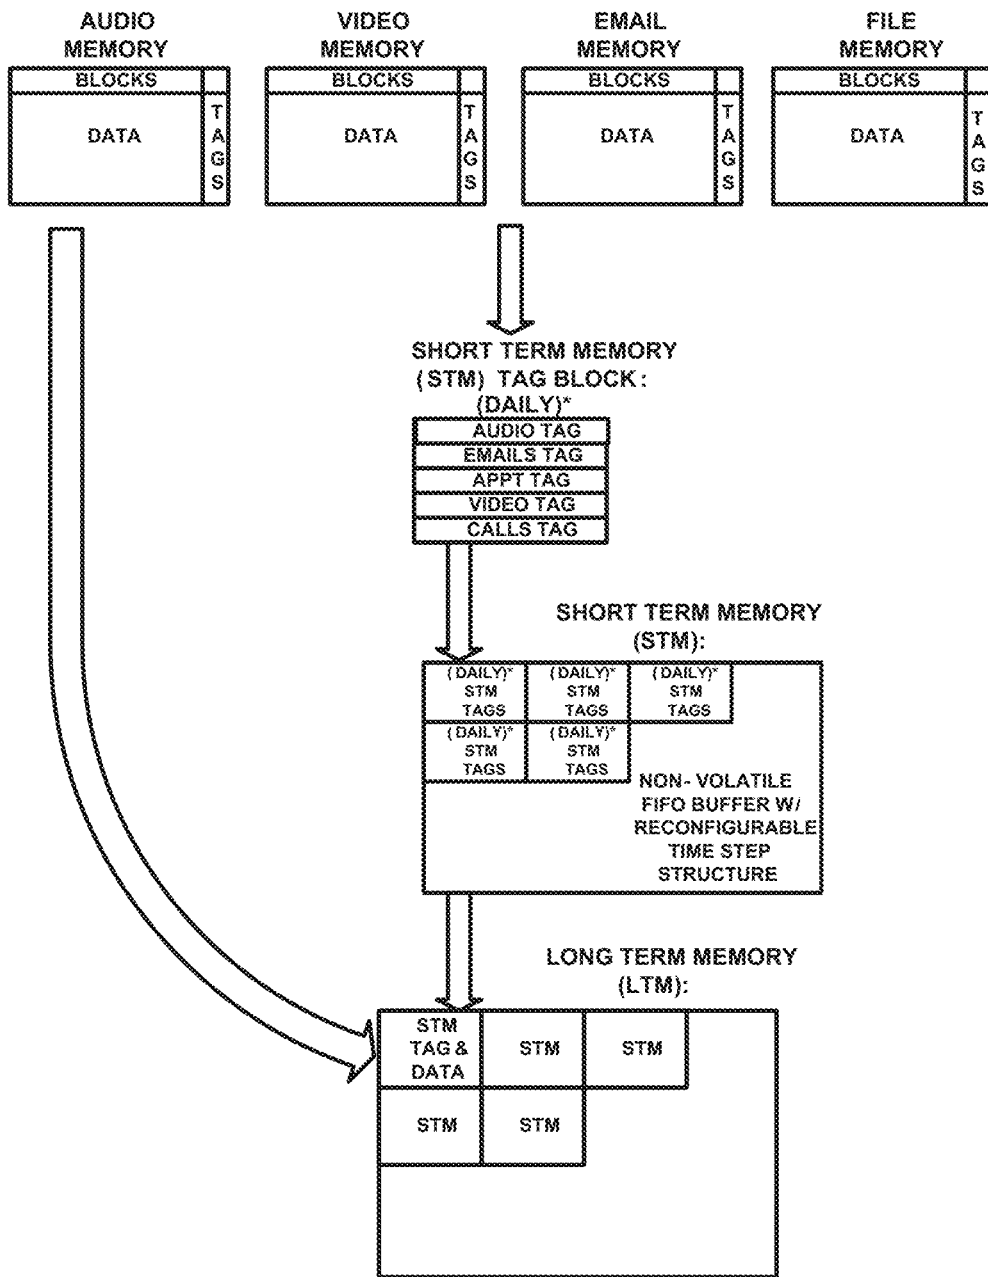 AUDIO
MEMORY
VIDEO
MEMORY
EMAIL
MEMORY
FILE
MEMORY
BLOCKS
DATA
TAGS
BLOCKS
DATA
TAGS
BLOCKS
DATA
TAGS
BLOCKS
DATA
TAGS
SHORT TERM MEMORY
(STM) TAG BLOCK:
(DAILY)*
AUDIO TAG
EMAILS TAG
APPT TAG
VIDEO TAG
CALLS TAG
SHORT TERM MEMORY
(STM):
(DAILY)*
STM
TAGS
(DAILY)*
STM
TAGS
(DAILY)*
STM
TAGS
(DAILY)*
STM
TAGS
(DAILY)*
STM
TAGS
NON-VOLATILE
FIFO BUFFER W/
RECONFIGURABLE
TIME STEP
STRUCTURE
LONG TERM MEMORY
(LTM):
STM
TAG &
DATA
STM
STM
STM
STM